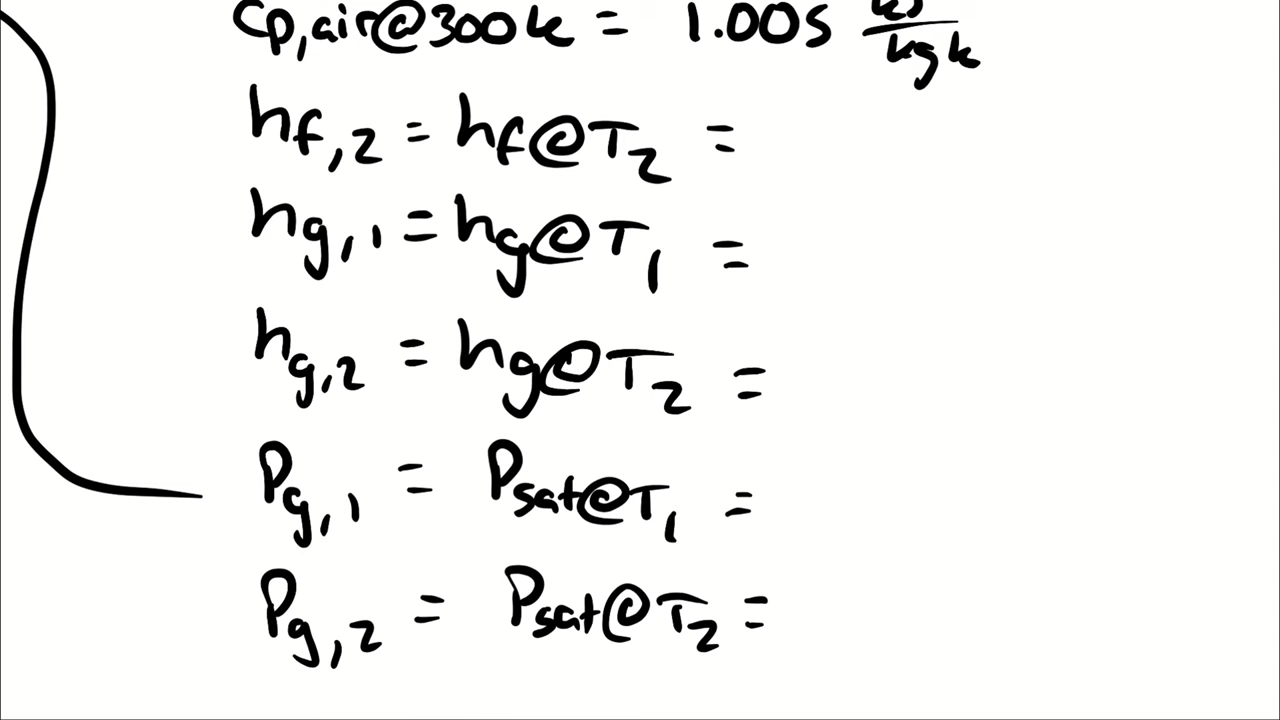 Cp,air@300k = 1.005 kJ/kgk
hf,2 = hf@T2 =
hg,1 = hg@T1 =
hg,2 = hg@T2 =
Pg,1 = Psat@T1 =
Pg,2 = Psat@T2 =